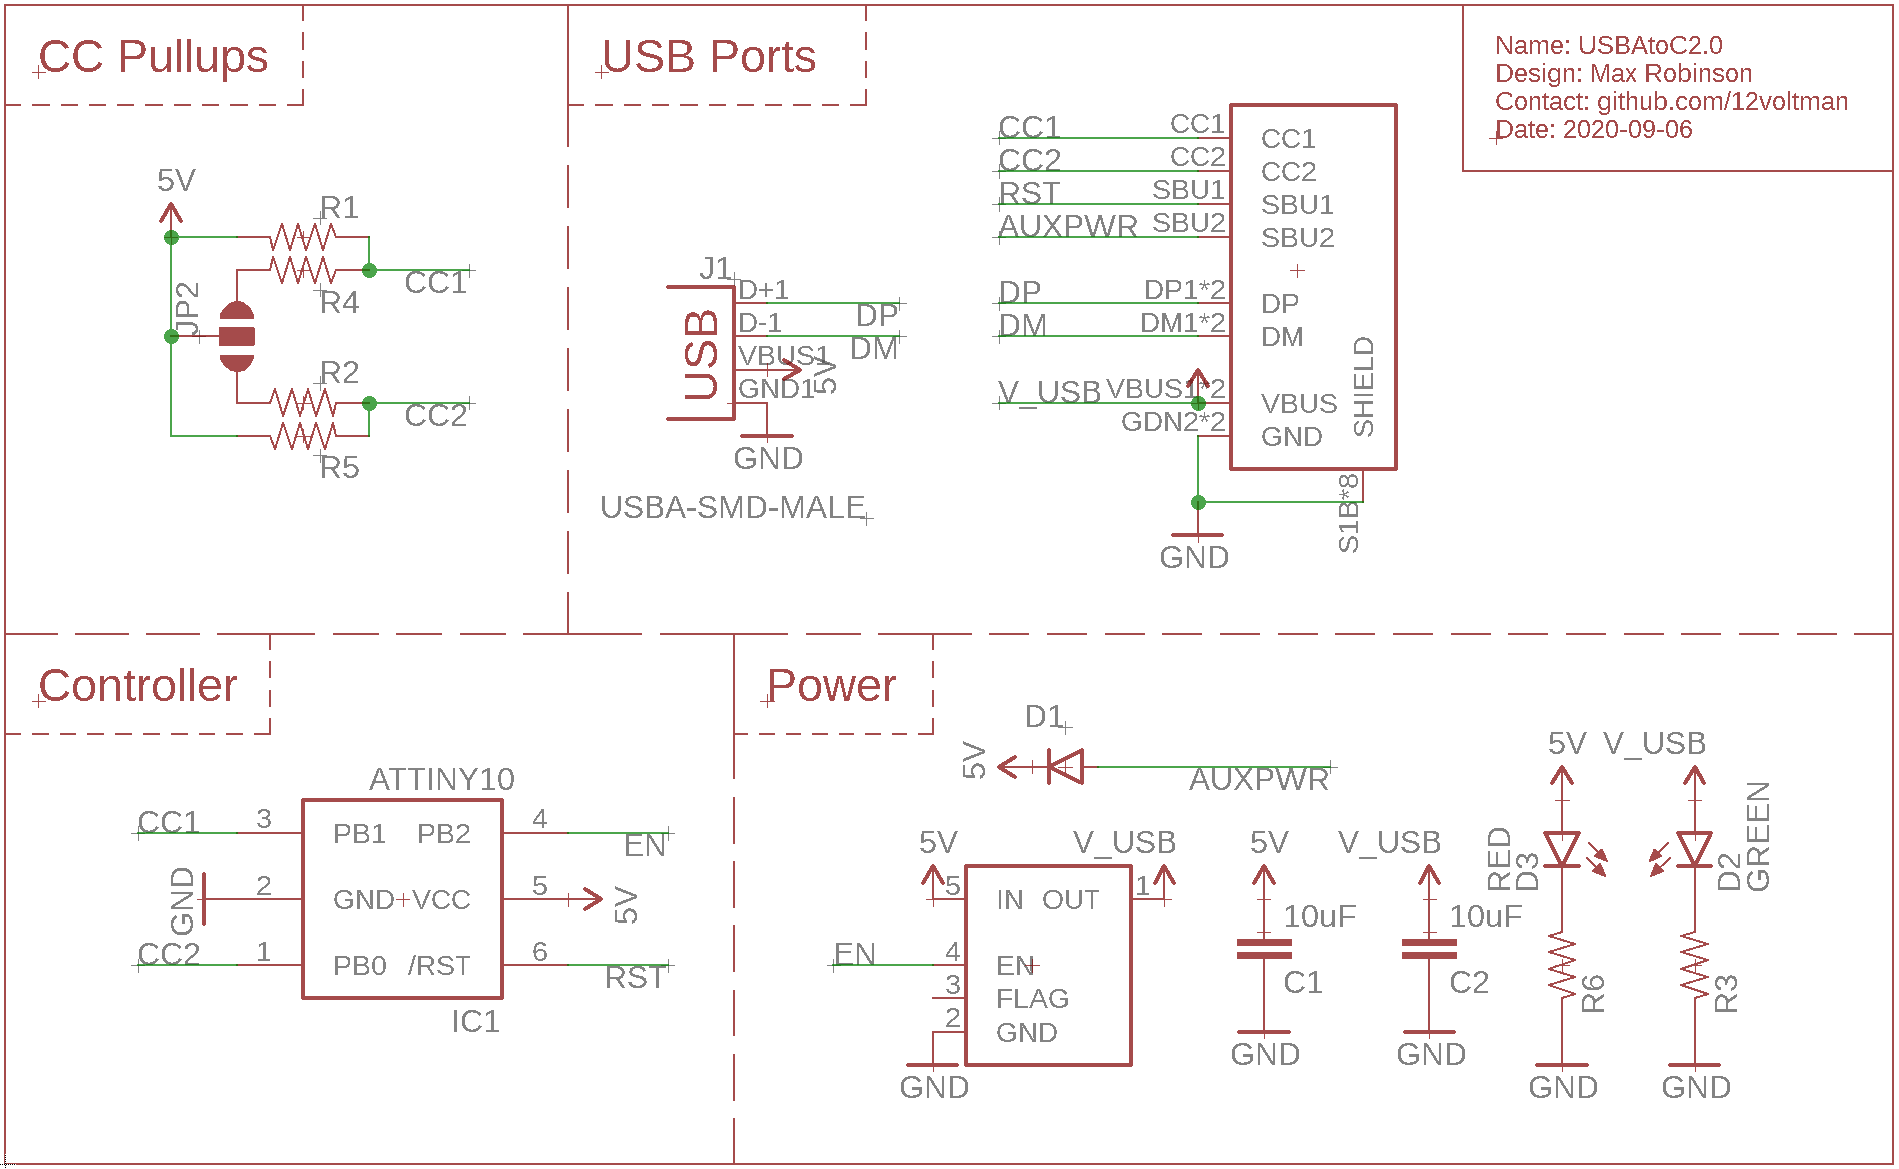 CC Pullups
5V
R1
R4
CC1
JP2
R2
CC2
R5
USB Ports
J1
USB
D+1
D-1
VBUS1
GND1
DP
DM
5V
GND
USBA-SMD-MALE
CC1
CC2
RST
AUXPWR
DP
DM
V_USB
CC1
CC2
SBU1
SBU2
DP1*2
DM1*2
VBUS1*2
GDN2*2
CC1
CC2
SBU1
SBU2
DP
DM
VBUS
GND
SHIELD
S1B*8
GND
Name: USBAtoC2.0
Design: Max Robinson
Contact: github.com/12voltman
Date: 2020-09-06
Controller
ATTINY10
CC1 3 PB1 PB2 4 EN
GND 2 GND VCC 5 5V
CC2 1 PB0 /RST 6 RST
IC1
Power
D1
5V
AUXPWR
5V V_USB
5 IN OUT 1
EN 4 EN
3 FLAG
2 GND
GND
5V
10uF
C1
GND
V_USB
10uF
C2
GND
5V
RED
D3
R6
GND
V_USB
D2
GREEN
R3
GND